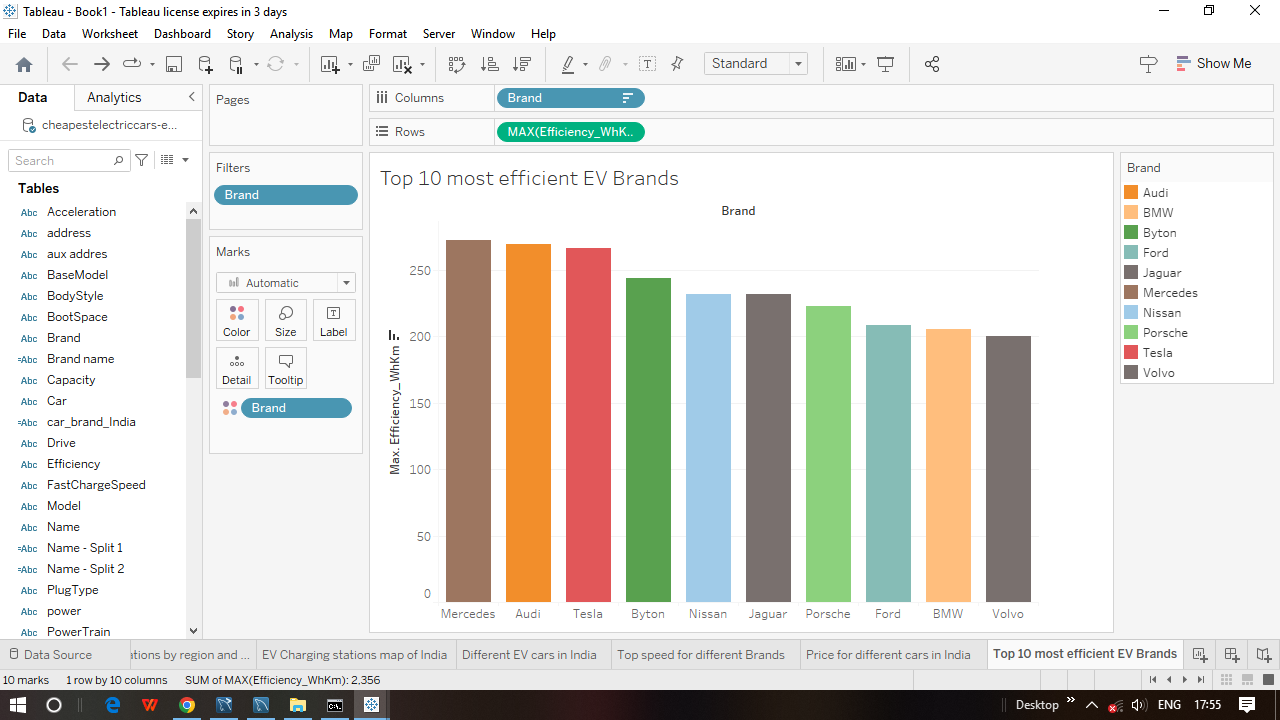 Tableau - Book1 - Tableau license expires in 3 days
File Data Worksheet Dashboard Story Analysis Map Format Server Window Help
Standard
Show Me
Data Analytics
cheapestelectriccars-e...
Search
Tables
Abc Acceleration
Abc address
Abc aux addres
Abc BaseModel
Abc BodyStyle
Abc BootSpace
Abc Brand
=Abc Brand name
Abc Capacity
Abc Car
=Abc car_brand_India
Abc Drive
Abc Efficiency
Abc FastChargeSpeed
Abc Model
Abc Name
=Abc Name - Split 1
=Abc Name - Split 2
Abc PlugType
Abc power
Abc PowerTrain
Pages
Filters
Brand
Marks
Automatic
Color Size Label
Detail Tooltip
Brand
Columns Brand
Rows MAX(Efficiency_WhK..
Top 10 most efficient EV Brands
Brand
Max. Efficiency_WhKm
250
200
150
100
50
0
Mercedes Audi Tesla Byton Nissan Jaguar Porsche Ford BMW Volvo
Brand
Audi
BMW
Byton
Ford
Jaguar
Mercedes
Nissan
Porsche
Tesla
Volvo
Data Source ations by region and ... EV Charging stations map of India Different EV cars in India Top speed for different Brands Price for different cars in India Top 10 most efficient EV Brands
10 marks 1 row by 10 columns SUM of MAX(Efficiency_WhKm): 2,356
Desktop » ENG 17:55